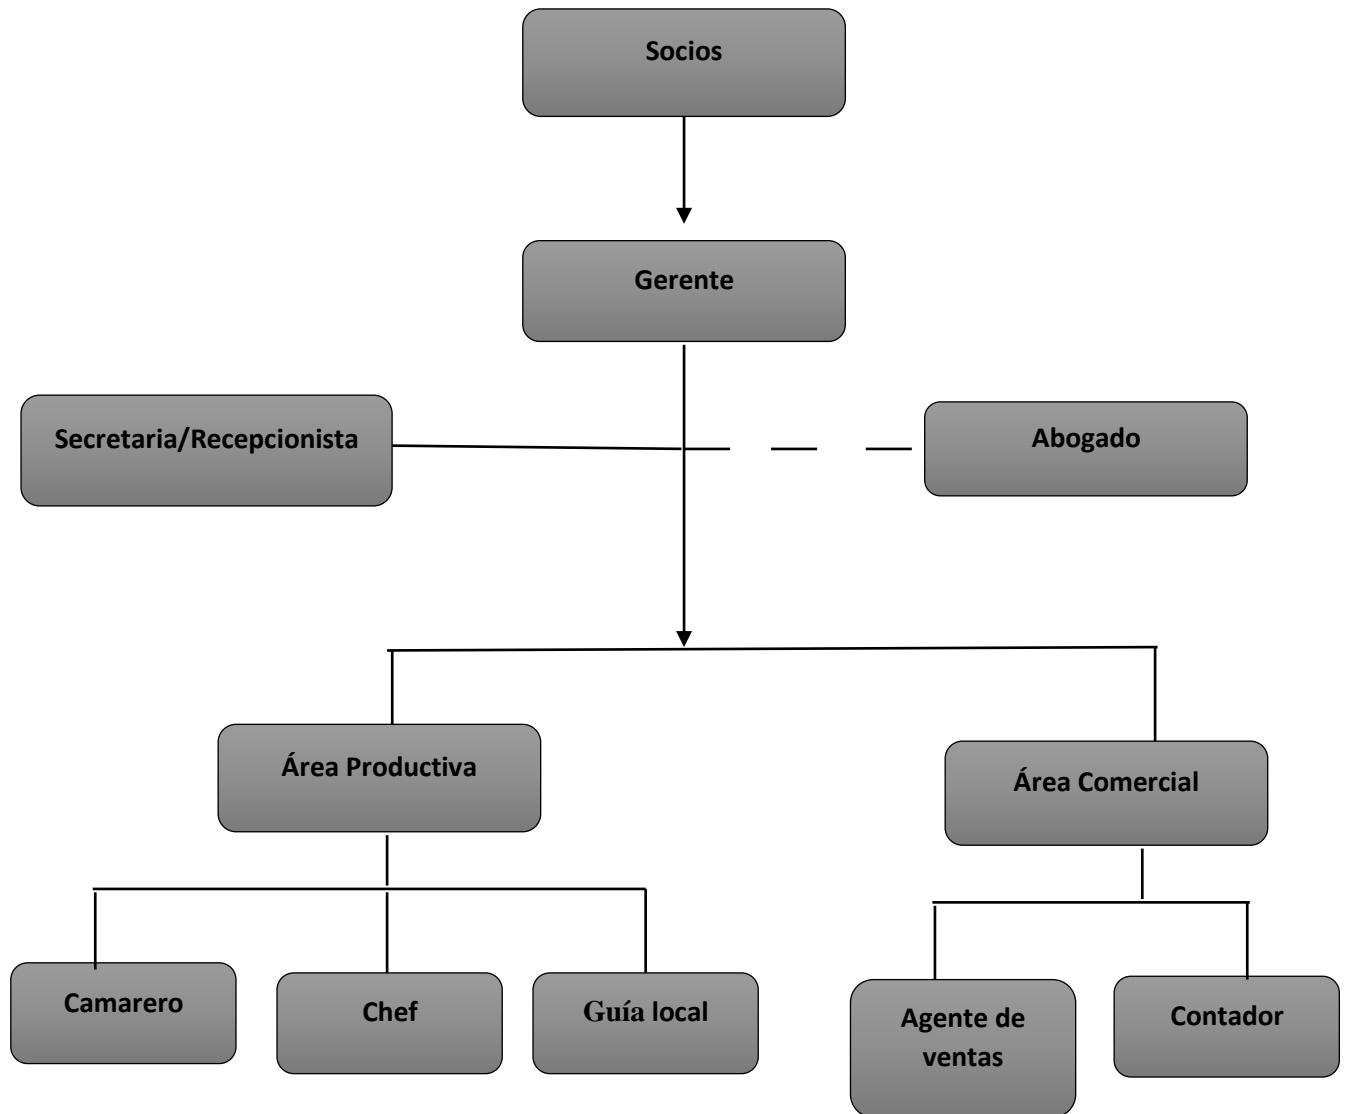 Socios
Gerente
Secretaria/Recepcionista
Abogado
Área Productiva
Área Comercial
Camarero
Chef
Guía local
Agente de
ventas
Contador